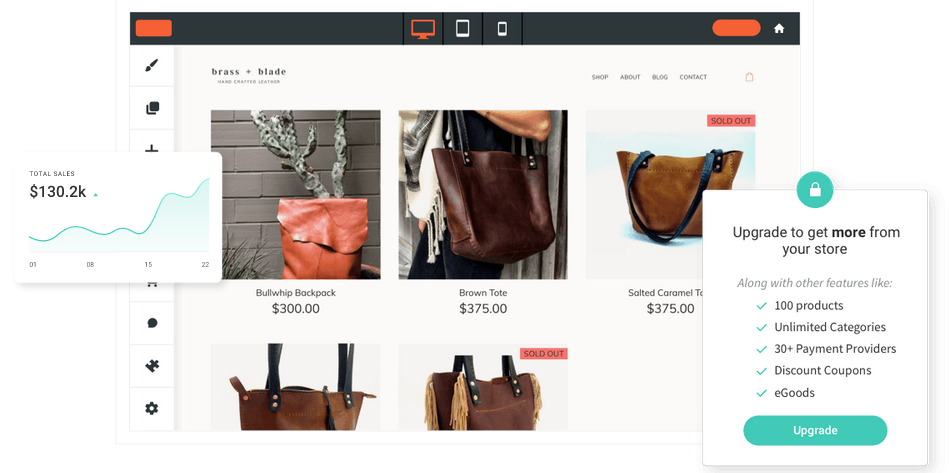 brass + blade
HAND CRAFTED LEATHER
SHOP ABOUT BLOG CONTACT
SOLD OUT
TOTAL SALES
$130.2k
01 08 15 22
Bullwhip Backpack
$300.00
Brown Tote
$375.00
Salted Caramel To
$375.00
SOLD OUT
Upgrade to get more from
your store
Along with other features like:
100 products
Unlimited Categories
30+ Payment Providers
Discount Coupons
eGoods
Upgrade